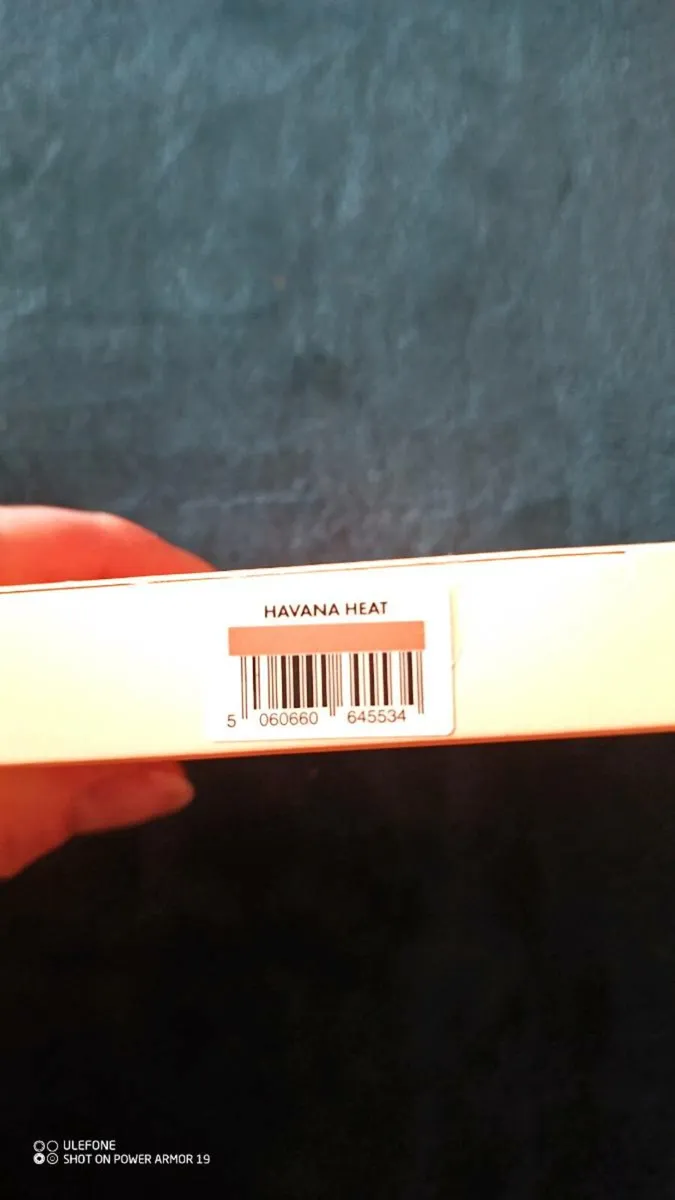 HAVANA HEAT
5 060660 645534
ULEFONE
SHOT ON POWER ARMOR 19